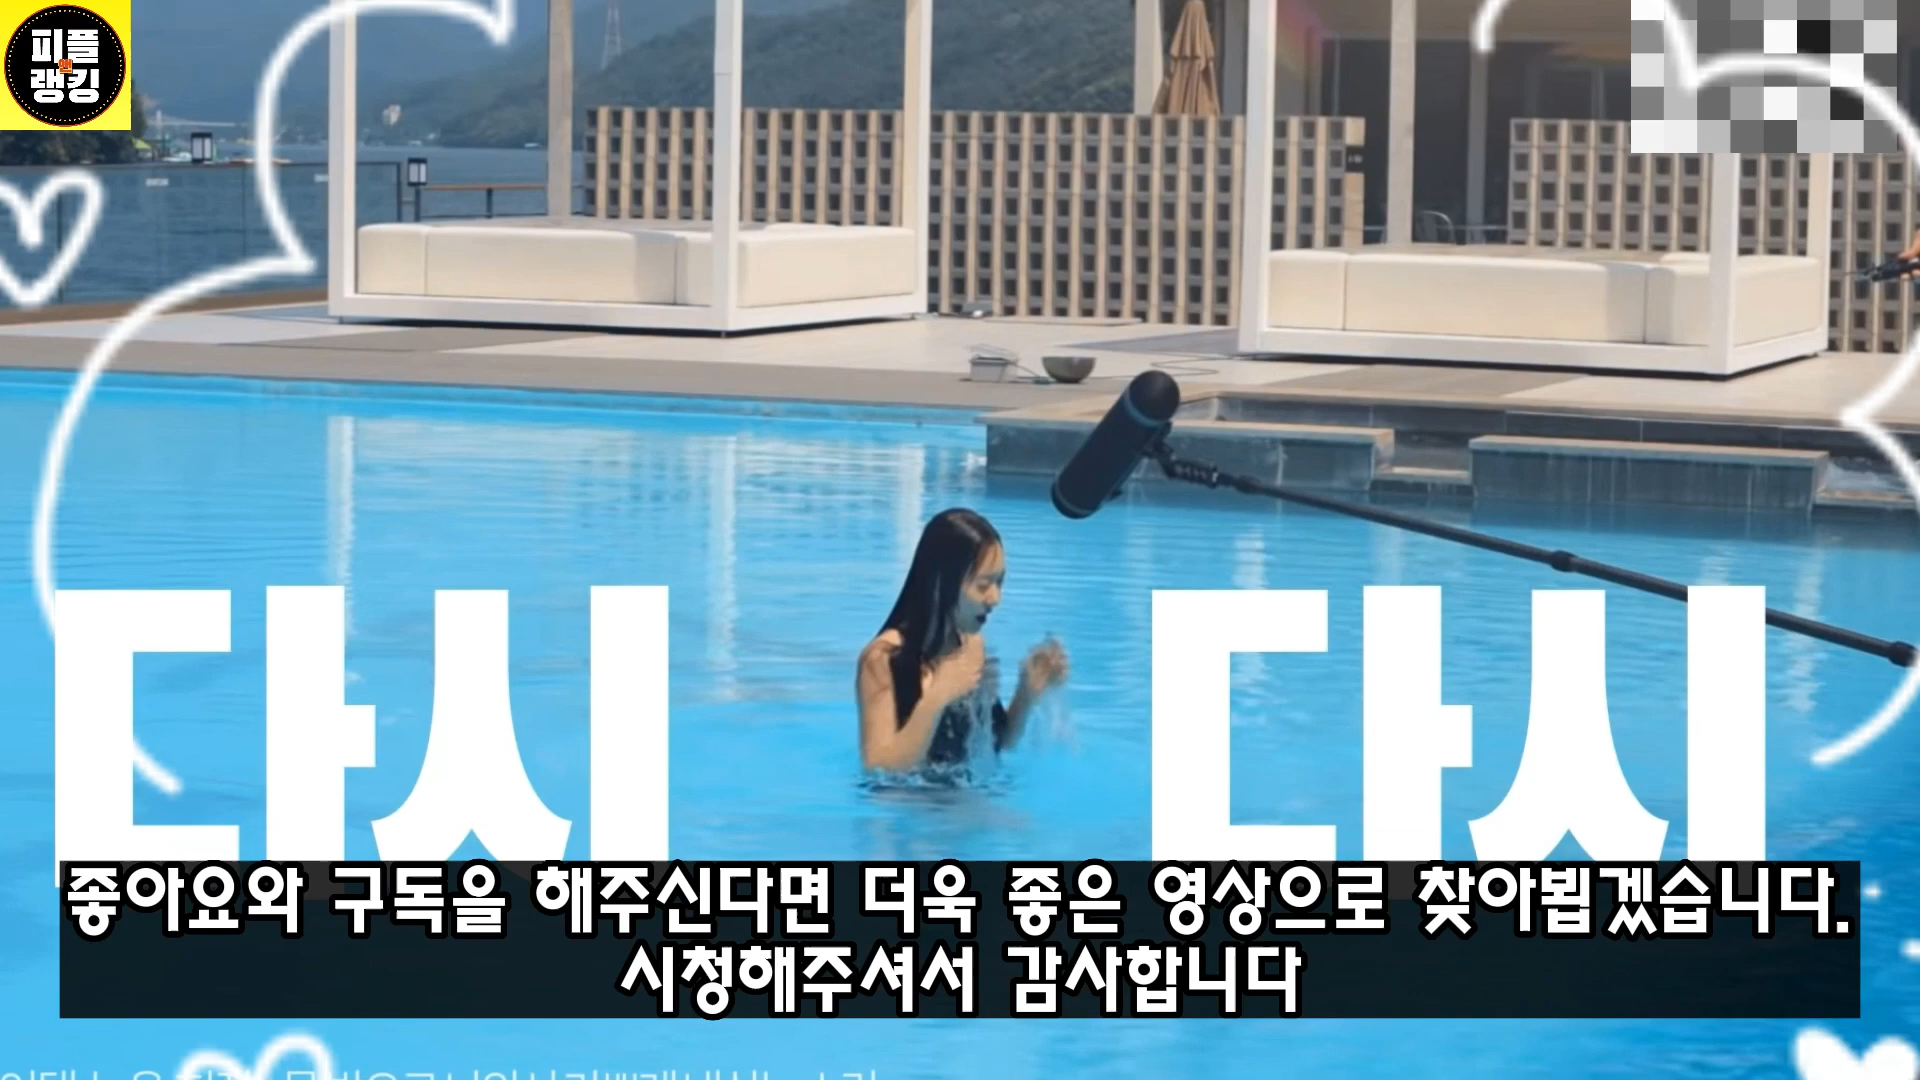 피플
앤
랭킹
다시 다시
좋아요와 구독을 해주신다면 더욱 좋은 영상으로 찾아뵙겠습니다.
시청해주셔서 감사합니다